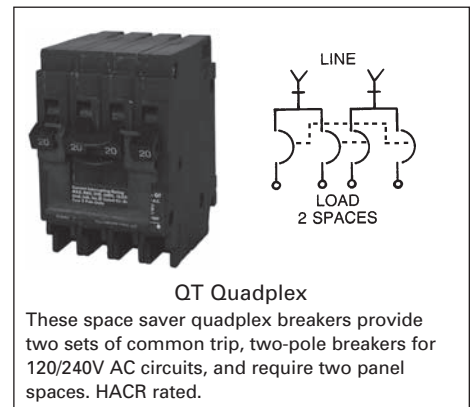 20
20
20
20
LINE
LOAD
2 SPACES
QT Quadplex
These space saver quadplex breakers provide
two sets of common trip, two-pole breakers for
120/240V AC circuits, and require two panel
spaces. HACR rated.